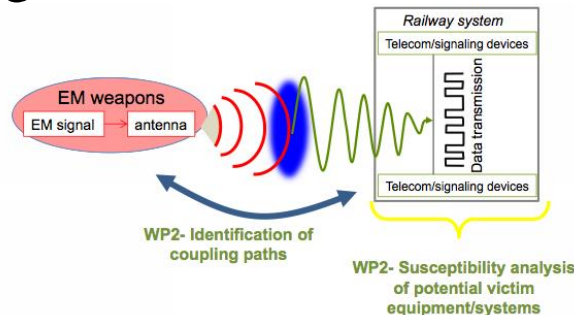 Railway system
Telecom/signaling devices
EM weapons
EM signal
antenna
Data transmission
Telecom/signaling devices
WP2- Identification of
coupling paths
WP2- Susceptibility analysis
of potential victim
equipment/systems